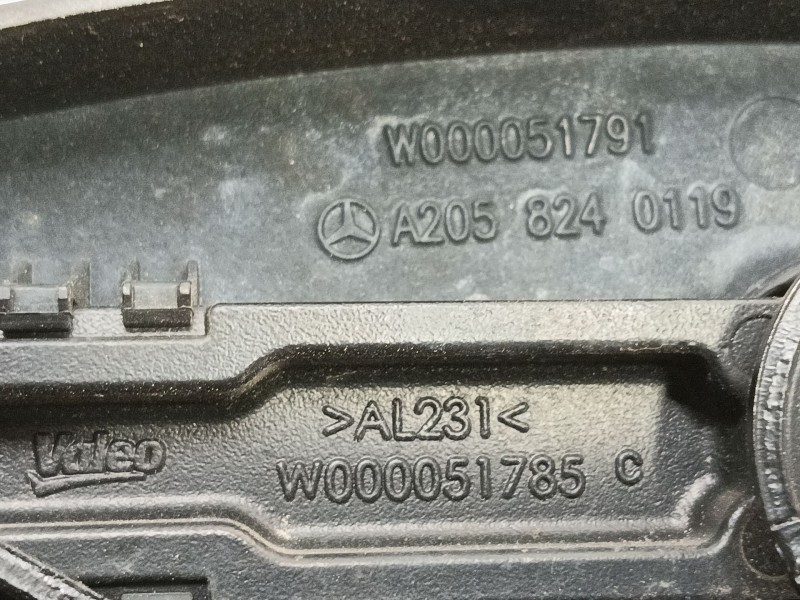 W000051791
A205 824 0119
>AL231<
Valeo
W000051785 C